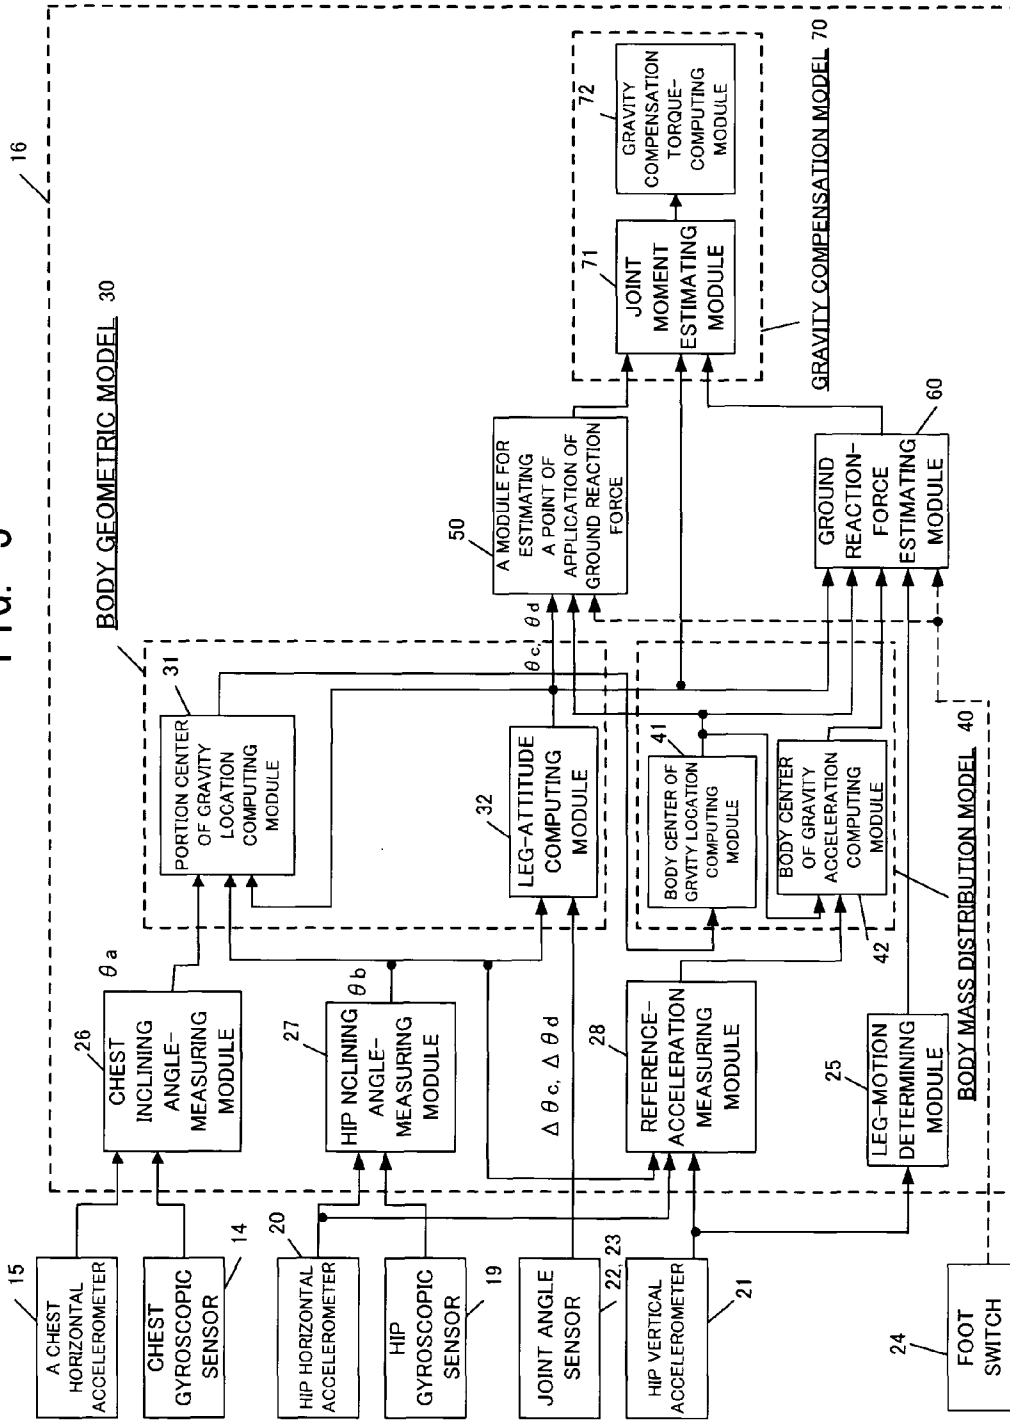 16
BODY GEOMETRIC MODEL 30
15
A CHEST
HORIZONTAL
ACCELEROMETER
14
CHEST
GYROSCOPIC
SENSOR
20
HIP HORIZONTAL
ACCELEROMETER
19
HIP
GYROSCOPIC
SENSOR
22, 23
JOINT ANGLE
SENSOR
21
HIP VERTICAL
ACCELEROMETER
24
FOOT
SWITCH
26
CHEST
INCLINING
ANGLE-
MEASURING
MODULE
θa
27
HIP NCLINING
ANGLE-
MEASURING
MODULE
θb
Δθc, Δθd
28
REFERENCE-
ACCELERATION
MEASURING
MODULE
25
LEG-MOTION
DETERMINING
MODULE
31
PORTION CENTER
OF GRAVITY
LOCATION
COMPUTING
MODULE
32
LEG-ATTITUDE
COMPUTING
MODULE
θc, θd
41
BODY CENTER OF
GRVITY LOCATION
COMPUTING
MODULE
42
BODY CENTER
OF GRAVITY
ACCELERATION
COMPUTING
MODULE
BODY MASS DISTRIBUTION MODEL 40
50
A MODULE FOR
ESTIMATING
A POINT OF
APPLICATION OF
GROUND REACTION
FORCE
60
GROUND
REACTION-
FORCE
ESTIMATING
MODULE
71
JOINT
MOMENT
ESTIMATING
MODULE
72
GRAVITY
COMPENSATION
TORQUE-
COMPUTING
MODULE
GRAVITY COMPENSATION MODEL 70